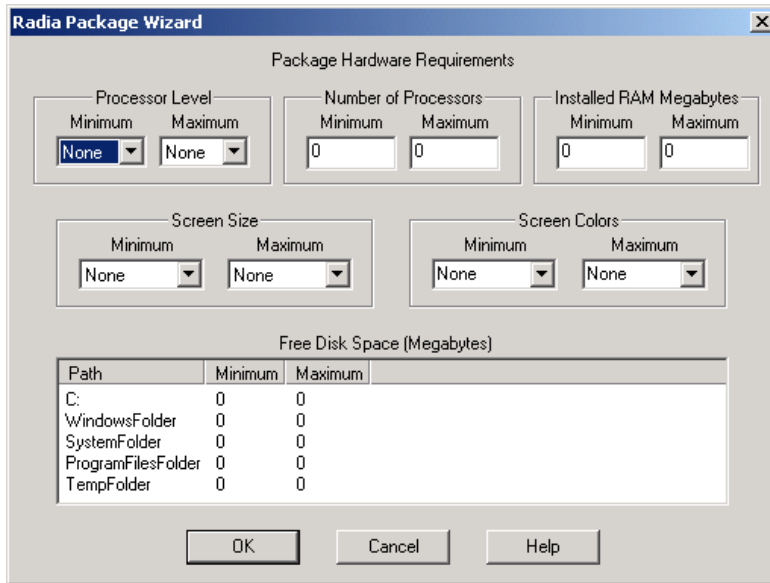 Radia Package Wizard
Package Hardware Requirements
Processor Level
Minimum Maximum
None None
Number of Processors
Minimum Maximum
0 0
Installed RAM Megabytes
Minimum Maximum
0 0
Screen Size
Minimum Maximum
None None
Screen Colors
Minimum Maximum
None None
Free Disk Space (Megabytes)
Path Minimum Maximum
C: 0 0
WindowsFolder 0 0
SystemFolder 0 0
ProgramFilesFolder 0 0
TempFolder 0 0
OK Cancel Help